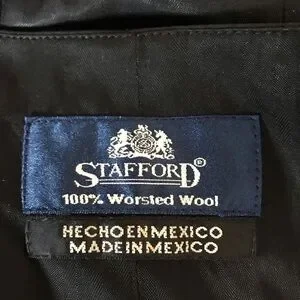 STAFFORD®
100% Worsted Wool
HECHO EN MEXICO
MADE IN MEXICO